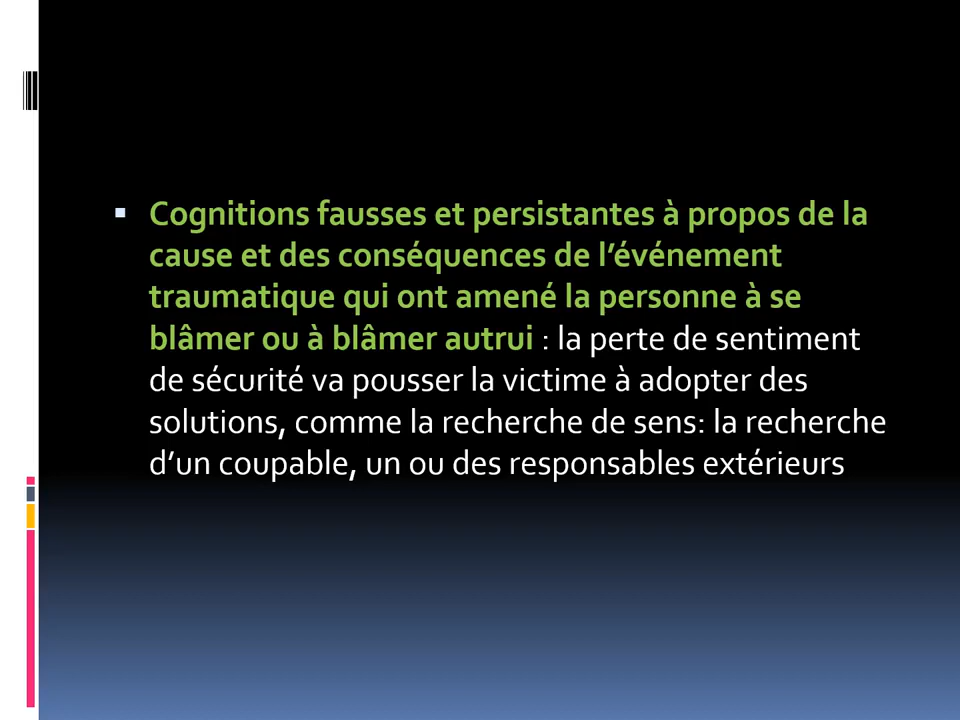 Cognitions fausses et persistantes à propos de la
cause et des conséquences de l’événement
traumatique qui ont amené la personne à se
blâmer ou à blâmer autrui : la perte de sentiment
de sécurité va pousser la victime à adopter des
solutions, comme la recherche de sens: la recherche
d’un coupable, un ou des responsables extérieurs